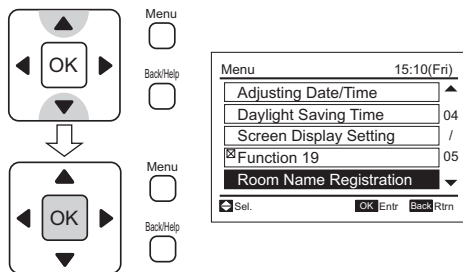 Menu
OK
Back/Help
Menu
OK
Back/Help
Menu 15:10(Fri)
Adjusting Date/Time
Daylight Saving Time 04
Screen Display Setting /
Function 19 05
Room Name Registration
Sel. OK Entr Back Rtrn